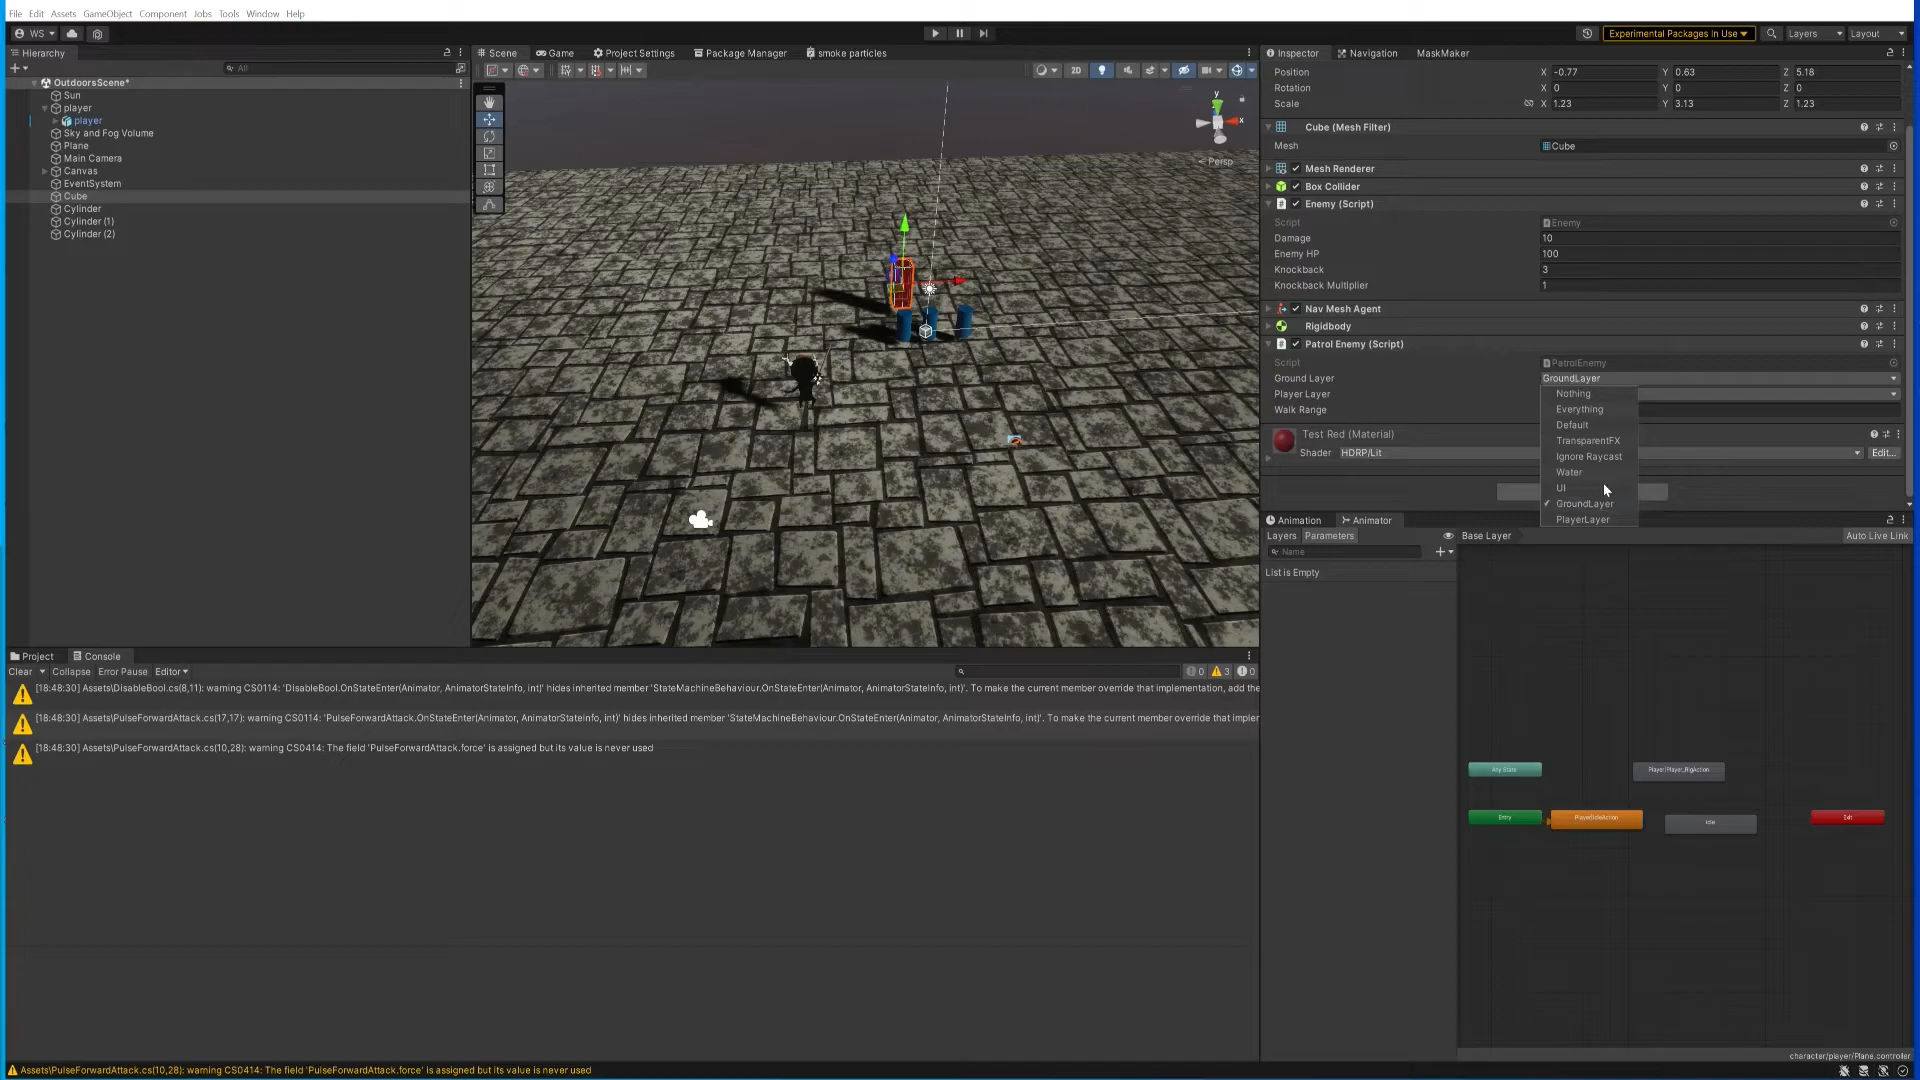 File Edit Assets GameObject Component Jobs Tools Window Help
WS
Experimental Packages In Use
Layers
Layout
Hierarchy
All
OutdoorsScene*
Sun
player
player
Sky and Fog Volume
Plane
Main Camera
Canvas
EventSystem
Cube
Cylinder
Cylinder (1)
Cylinder (2)
Scene Game Project Settings Package Manager smoke particles
2D
y
x
< Persp
Inspector Navigation MaskMaker
Position X -0.77 Y 0.63 Z 5.18
Rotation X 0 Y 0 Z 0
Scale X 1.23 Y 3.13 Z 1.23
Cube (Mesh Filter)
Mesh Cube
Mesh Renderer
Box Collider
Enemy (Script)
Script Enemy
Damage 10
Enemy HP 100
Knockback 3
Knockback Multiplier 1
Nav Mesh Agent
Rigidbody
Patrol Enemy (Script)
Script PatrolEnemy
Ground Layer GroundLayer
Player Layer
Walk Range
Nothing
Everything
Default
TransparentFX
Ignore Raycast
Water
UI
GroundLayer
PlayerLayer
Test Red (Material)
Shader HDRP/Lit Edit...
Animation Animator
Layers Parameters Base Layer Auto Live Link
Name
List is Empty
Any State
Player|Player_RigAction
Entry
Player|IdleAction
Idle
Exit
character/player/Plane.controller
Project Console
Clear Collapse Error Pause Editor 0 3 0
[18:48:30] Assets\DisableBool.cs(8,11): warning CS0114: 'DisableBool.OnStateEnter(Animator, AnimatorStateInfo, int)' hides inherited member 'StateMachineBehaviour.OnStateEnter(Animator, AnimatorStateInfo, int)'. To make the current member override that implementation, add the
[18:48:30] Assets\PulseForwardAttack.cs(17,17): warning CS0114: 'PulseForwardAttack.OnStateEnter(Animator, AnimatorStateInfo, int)' hides inherited member 'StateMachineBehaviour.OnStateEnter(Animator, AnimatorStateInfo, int)'. To make the current member override that impler
[18:48:30] Assets\PulseForwardAttack.cs(10,28): warning CS0414: The field 'PulseForwardAttack.force' is assigned but its value is never used
Assets\PulseForwardAttack.cs(10,28): warning CS0414: The field 'PulseForwardAttack.force' is assigned but its value is never used